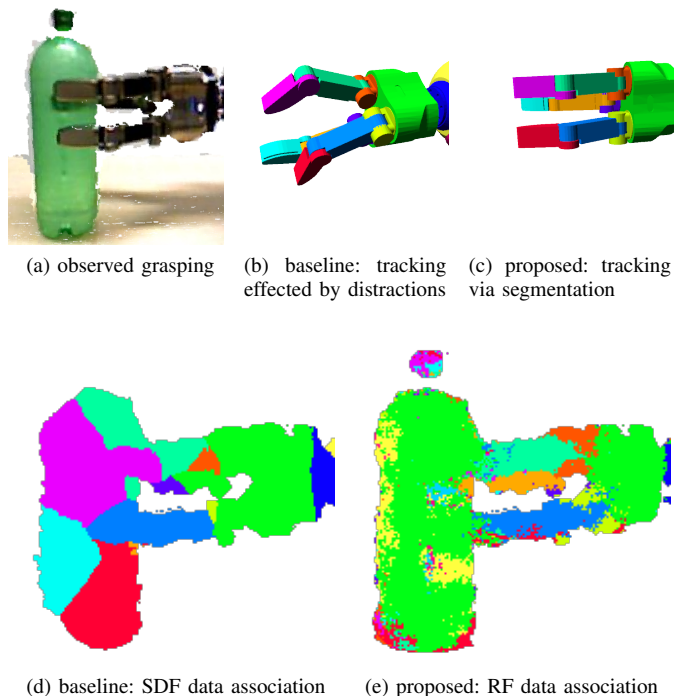 (a) observed grasping
(b) baseline: tracking
effected by distractions
(c) proposed: tracking
via segmentation
(d) baseline: SDF data association
(e) proposed: RF data association